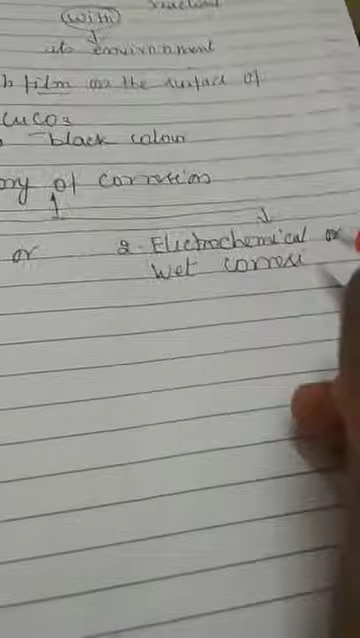 with
its environment
film on the surface of
CuCO3
- black colour
ory of corrosion
or 2. Electrochemical or
Wet corrosi